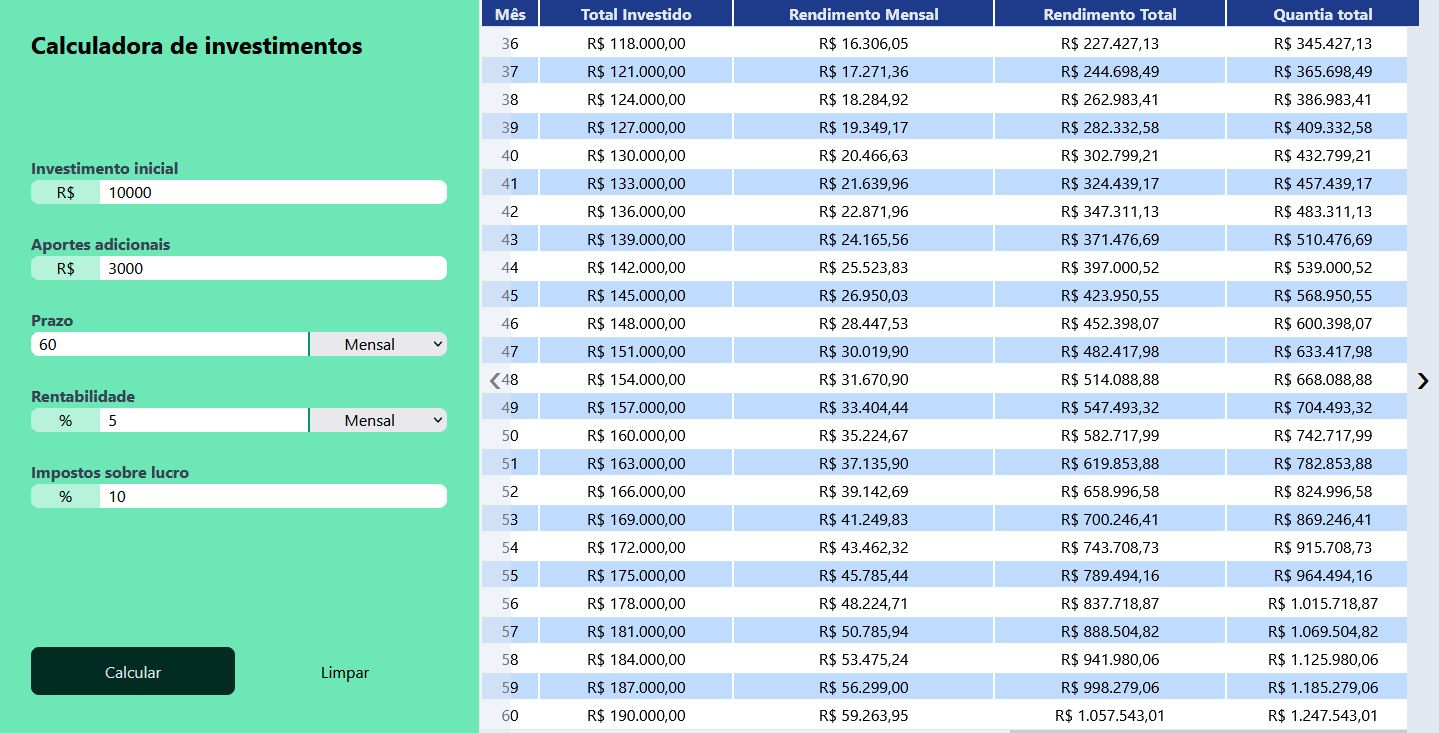 Calculadora de investimentos
Investimento inicial
R$ 10000
Aportes adicionais
R$ 3000
Prazo
60 Mensal
Rentabilidade
% 5 Mensal
Impostos sobre lucro
% 10
Calcular Limpar
Mês Total Investido Rendimento Mensal Rendimento Total Quantia total
36 R$ 118.000,00 R$ 16.306,05 R$ 227.427,13 R$ 345.427,13
37 R$ 121.000,00 R$ 17.271,36 R$ 244.698,49 R$ 365.698,49
38 R$ 124.000,00 R$ 18.284,92 R$ 262.983,41 R$ 386.983,41
39 R$ 127.000,00 R$ 19.349,17 R$ 282.332,58 R$ 409.332,58
40 R$ 130.000,00 R$ 20.466,63 R$ 302.799,21 R$ 432.799,21
41 R$ 133.000,00 R$ 21.639,96 R$ 324.439,17 R$ 457.439,17
42 R$ 136.000,00 R$ 22.871,96 R$ 347.311,13 R$ 483.311,13
43 R$ 139.000,00 R$ 24.165,56 R$ 371.476,69 R$ 510.476,69
44 R$ 142.000,00 R$ 25.523,83 R$ 397.000,52 R$ 539.000,52
45 R$ 145.000,00 R$ 26.950,03 R$ 423.950,55 R$ 568.950,55
46 R$ 148.000,00 R$ 28.447,53 R$ 452.398,07 R$ 600.398,07
47 R$ 151.000,00 R$ 30.019,90 R$ 482.417,98 R$ 633.417,98
48 R$ 154.000,00 R$ 31.670,90 R$ 514.088,88 R$ 668.088,88
49 R$ 157.000,00 R$ 33.404,44 R$ 547.493,32 R$ 704.493,32
50 R$ 160.000,00 R$ 35.224,67 R$ 582.717,99 R$ 742.717,99
51 R$ 163.000,00 R$ 37.135,90 R$ 619.853,88 R$ 782.853,88
52 R$ 166.000,00 R$ 39.142,69 R$ 658.996,58 R$ 824.996,58
53 R$ 169.000,00 R$ 41.249,83 R$ 700.246,41 R$ 869.246,41
54 R$ 172.000,00 R$ 43.462,32 R$ 743.708,73 R$ 915.708,73
55 R$ 175.000,00 R$ 45.785,44 R$ 789.494,16 R$ 964.494,16
56 R$ 178.000,00 R$ 48.224,71 R$ 837.718,87 R$ 1.015.718,87
57 R$ 181.000,00 R$ 50.785,94 R$ 888.504,82 R$ 1.069.504,82
58 R$ 184.000,00 R$ 53.475,24 R$ 941.980,06 R$ 1.125.980,06
59 R$ 187.000,00 R$ 56.299,00 R$ 998.279,06 R$ 1.185.279,06
60 R$ 190.000,00 R$ 59.263,95 R$ 1.057.543,01 R$ 1.247.543,01